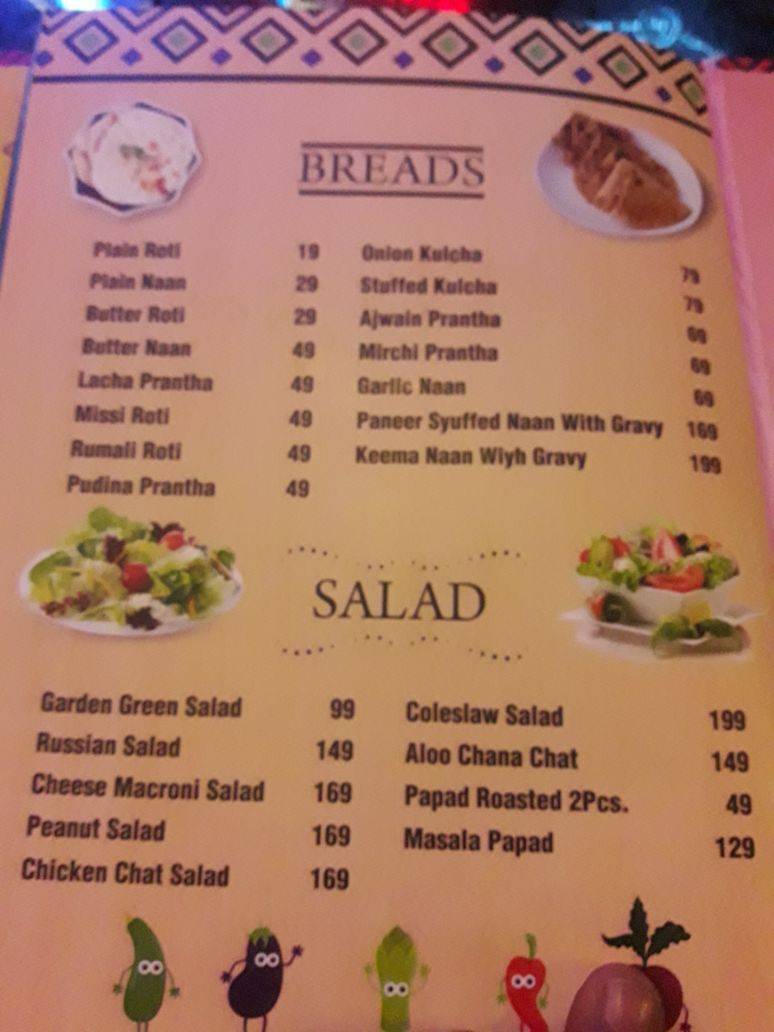 BREADS
Plain Roti 19
Plain Naan 29
Butter Roti 29
Butter Naan 49
Lacha Prantha 49
Missi Roti 49
Rumali Roti 49
Pudina Prantha 49
Onion Kulcha 79
Stuffed Kulcha 79
Ajwain Prantha 69
Mirchi Prantha 69
Garlic Naan 69
Paneer Syuffed Naan With Gravy 169
Keema Naan Wiyh Gravy 199
SALAD
Garden Green Salad 99
Russian Salad 149
Cheese Macroni Salad 169
Peanut Salad 169
Chicken Chat Salad 169
Coleslaw Salad 199
Aloo Chana Chat 149
Papad Roasted 2Pcs. 49
Masala Papad 129